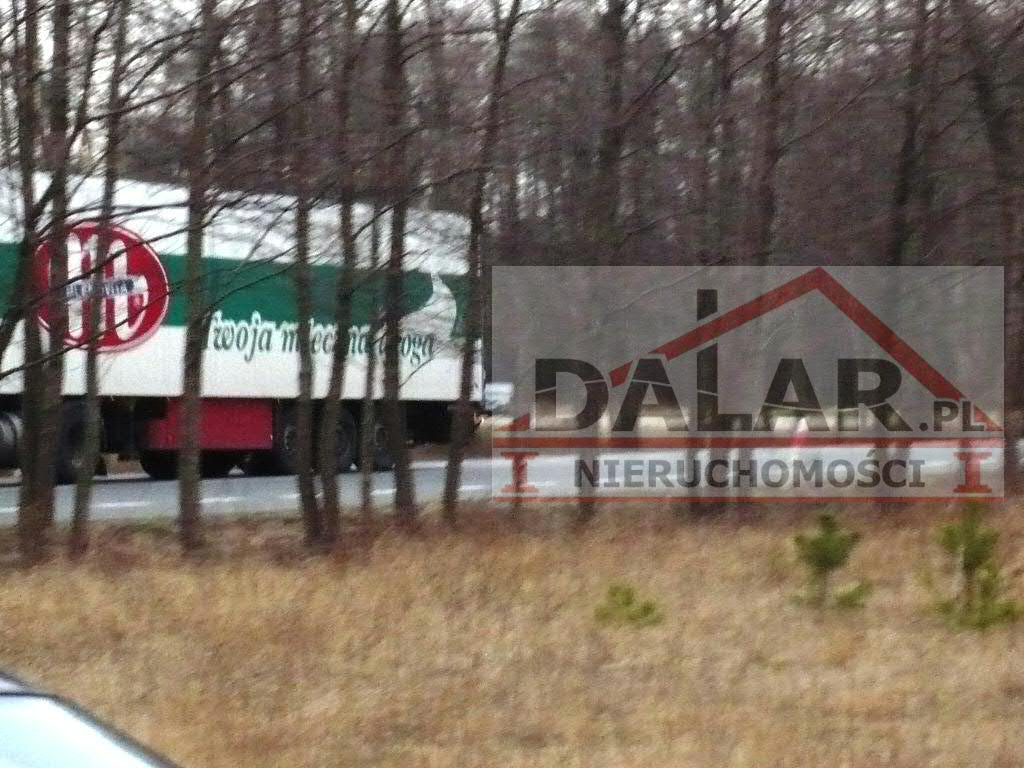 Twoja mleczna droga
DALAR.PL
NIERUCHOMOŚCI